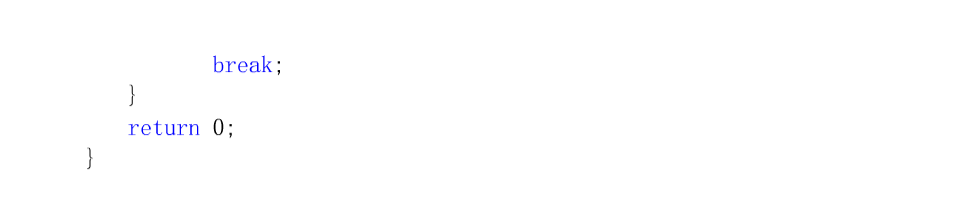 break;
}
return 0;
}